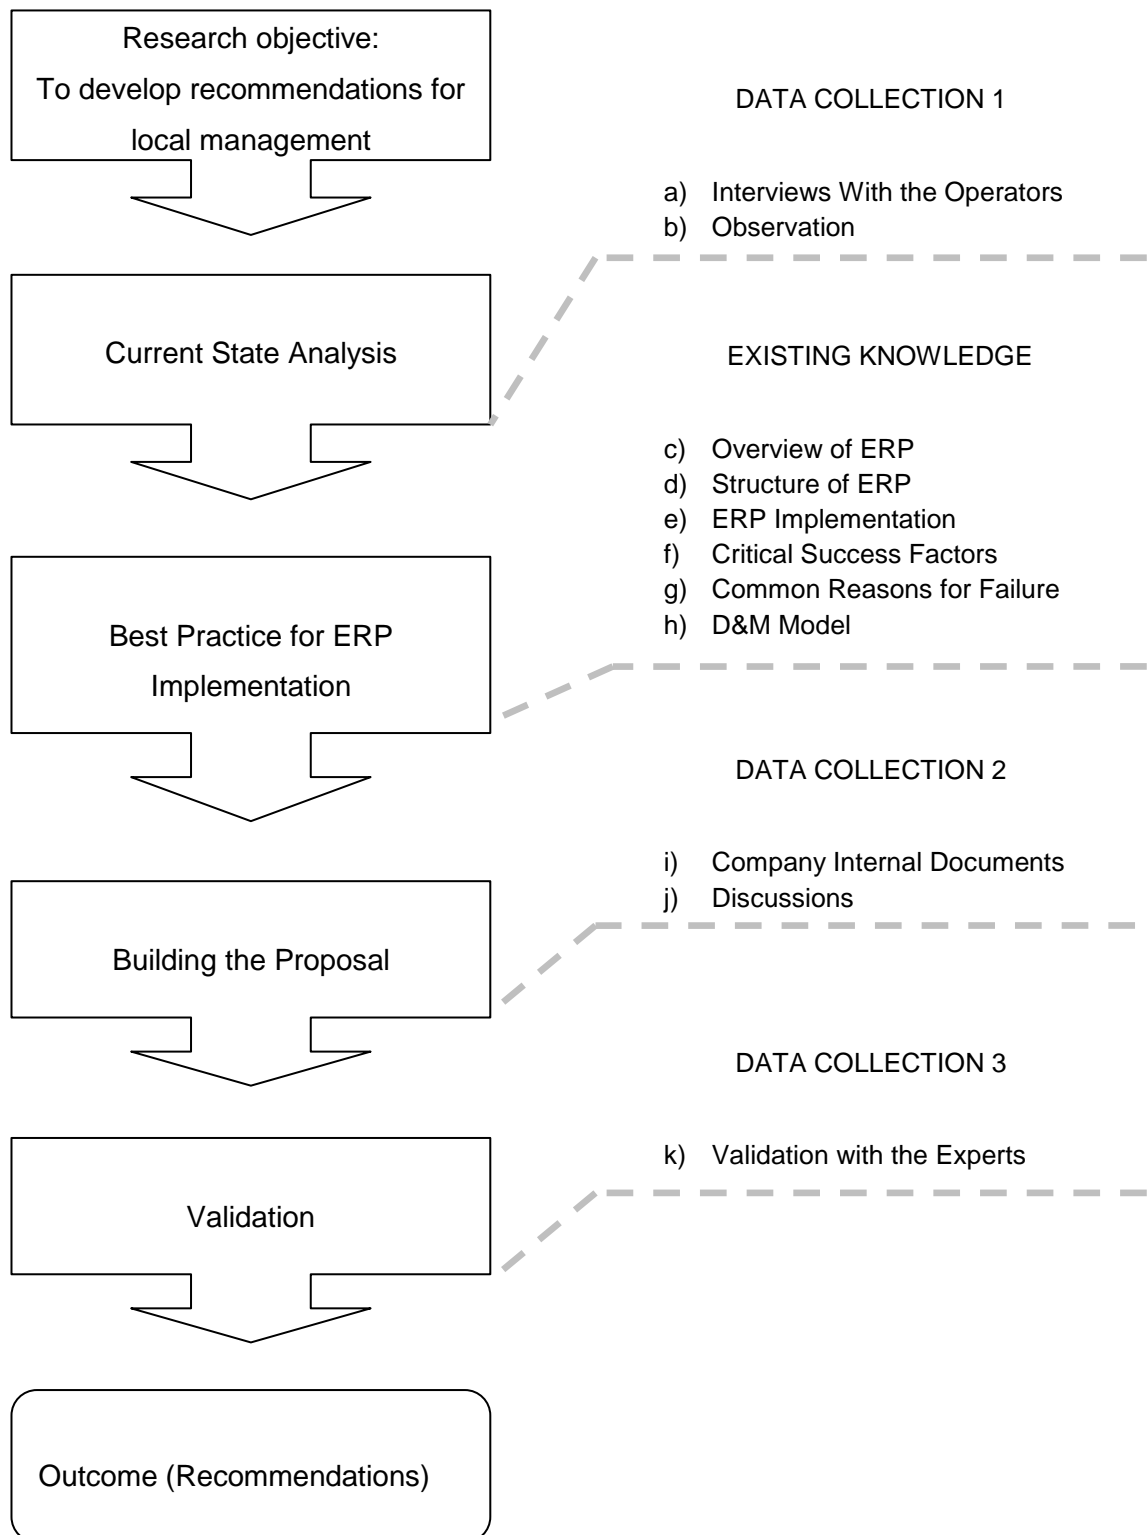 Research objective:
To develop recommendations for
local management
DATA COLLECTION 1
a) Interviews With the Operators
b) Observation
Current State Analysis
EXISTING KNOWLEDGE
c) Overview of ERP
d) Structure of ERP
e) ERP Implementation
f) Critical Success Factors
g) Common Reasons for Failure
h) D&M Model
Best Practice for ERP
Implementation
DATA COLLECTION 2
i) Company Internal Documents
j) Discussions
Building the Proposal
DATA COLLECTION 3
k) Validation with the Experts
Validation
Outcome (Recommendations)